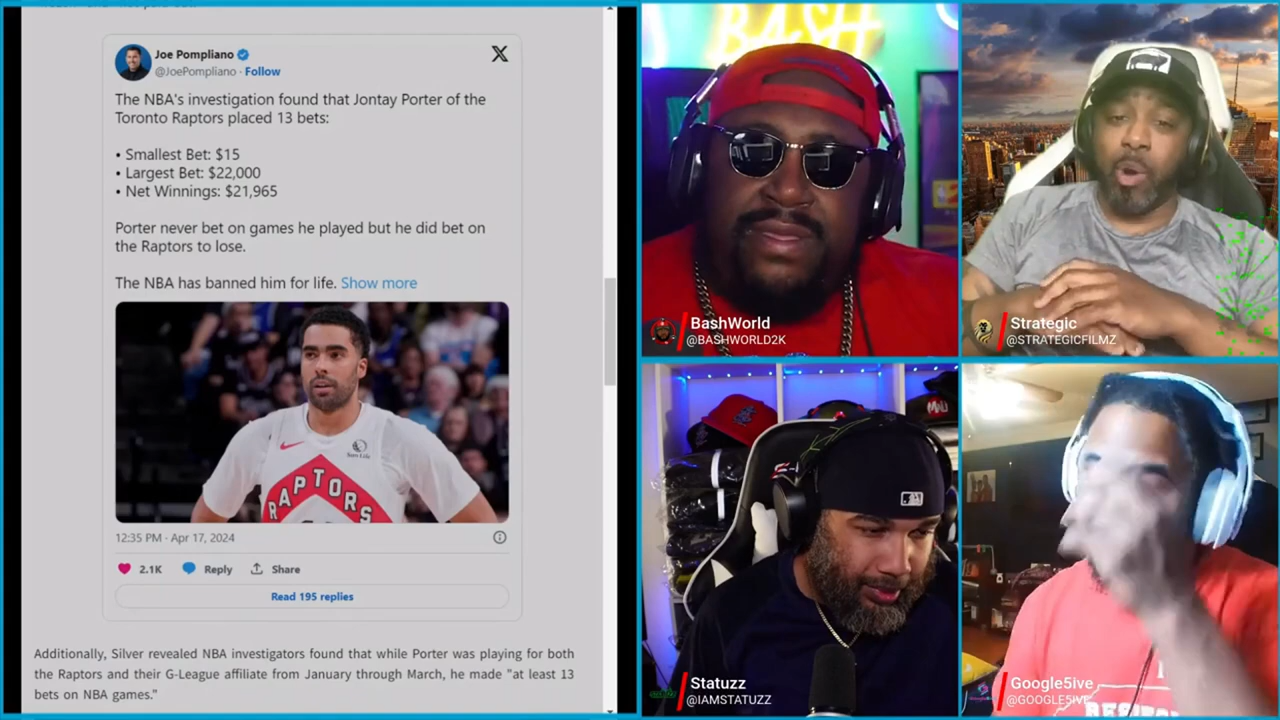 Joe Pompliano
@JoePompliano · Follow
The NBA's investigation found that Jontay Porter of the
Toronto Raptors placed 13 bets:
• Smallest Bet: $15
• Largest Bet: $22,000
• Net Winnings: $21,965
Porter never bet on games he played but he did bet on
the Raptors to lose.
The NBA has banned him for life. Show more
RAPTORS
12:35 PM · Apr 17, 2024
2.1K Reply Share
Read 195 replies
Additionally, Silver revealed NBA investigators found that while Porter was playing for both
the Raptors and their G-League affiliate from January through March, he made "at least 13
bets on NBA games."
BASH
BashWorld
@BASHWORLD2K
Strategic
@STRATEGICFILMZ
Statuzz
@IAMSTATUZZ
Google5ive
@GOOGLE5IVE